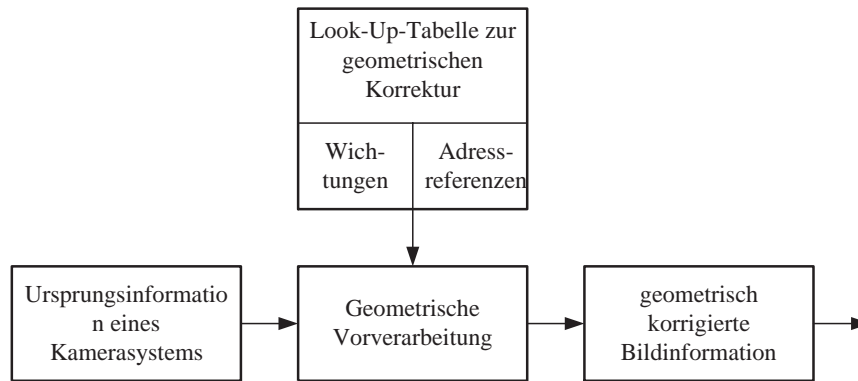 Look-Up-Tabelle zur
geometrischen
Korrektur
Wich-
tungen
Adress-
referenzen
Ursprungsinformatio
n eines
Kamerasystems
Geometrische
Vorverarbeitung
geometrisch
korrigierte
Bildinformation